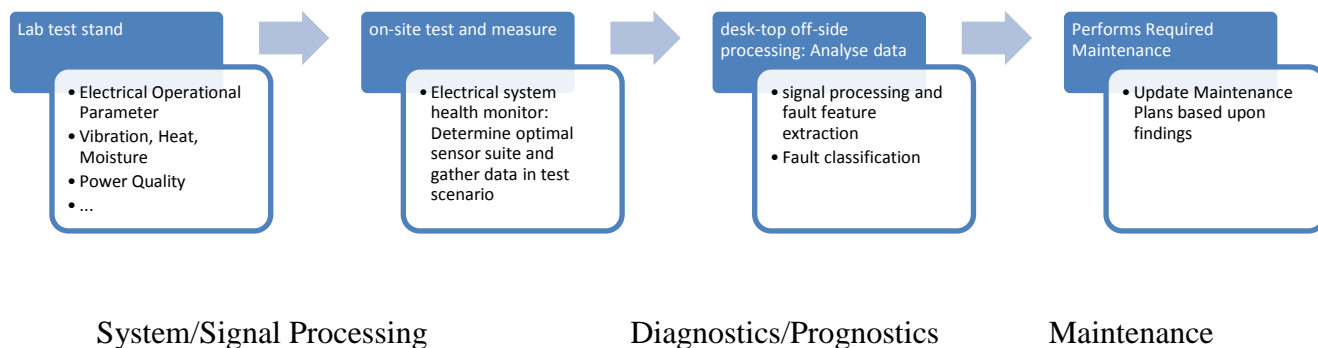 Lab test stand
• Electrical Operational
Parameter
• Vibration, Heat,
Moisture
• Power Quality
• ...
on-site test and measure
• Electrical system
health monitor:
Determine optimal
sensor suite and
gather data in test
scenario
desk-top off-side
processing: Analyse data
• signal processing and
fault feature
extraction
• Fault classification
Performs Required
Maintenance
• Update Maintenance
Plans based upon
findings
System/Signal Processing
Diagnostics/Prognostics
Maintenance